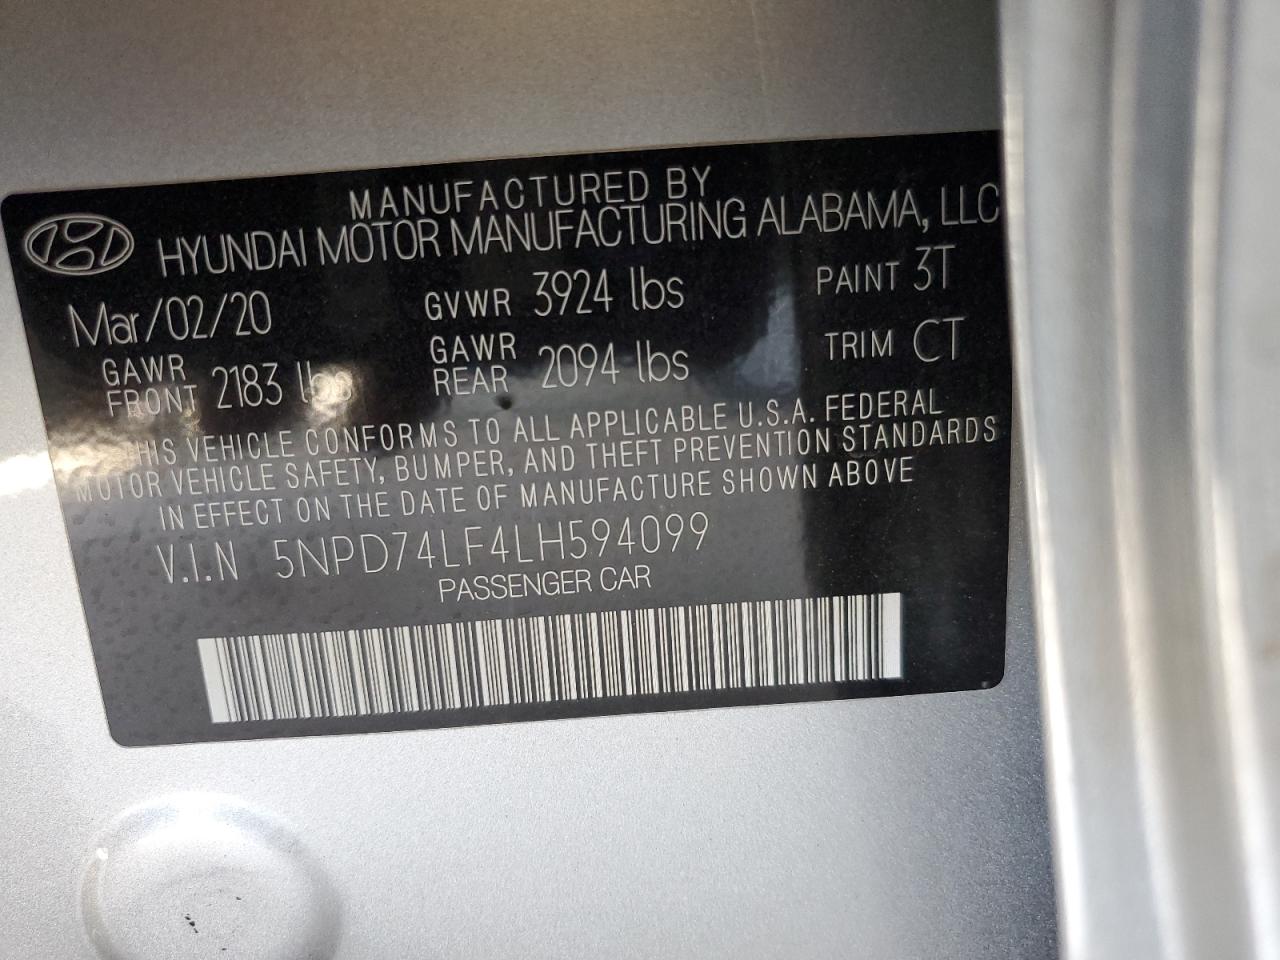 MANUFACTURED BY
HYUNDAI MOTOR MANUFACTURING ALABAMA, LLC
Mar/02/20 GVWR 3924 lbs PAINT 3T
GAWR FRONT 2183 lbs GAWR REAR 2094 lbs TRIM CT
THIS VEHICLE CONFORMS TO ALL APPLICABLE U.S.A. FEDERAL
MOTOR VEHICLE SAFETY, BUMPER, AND THEFT PREVENTION STANDARDS
IN EFFECT ON THE DATE OF MANUFACTURE SHOWN ABOVE
V.I.N 5NPD74LF4LH594099
PASSENGER CAR